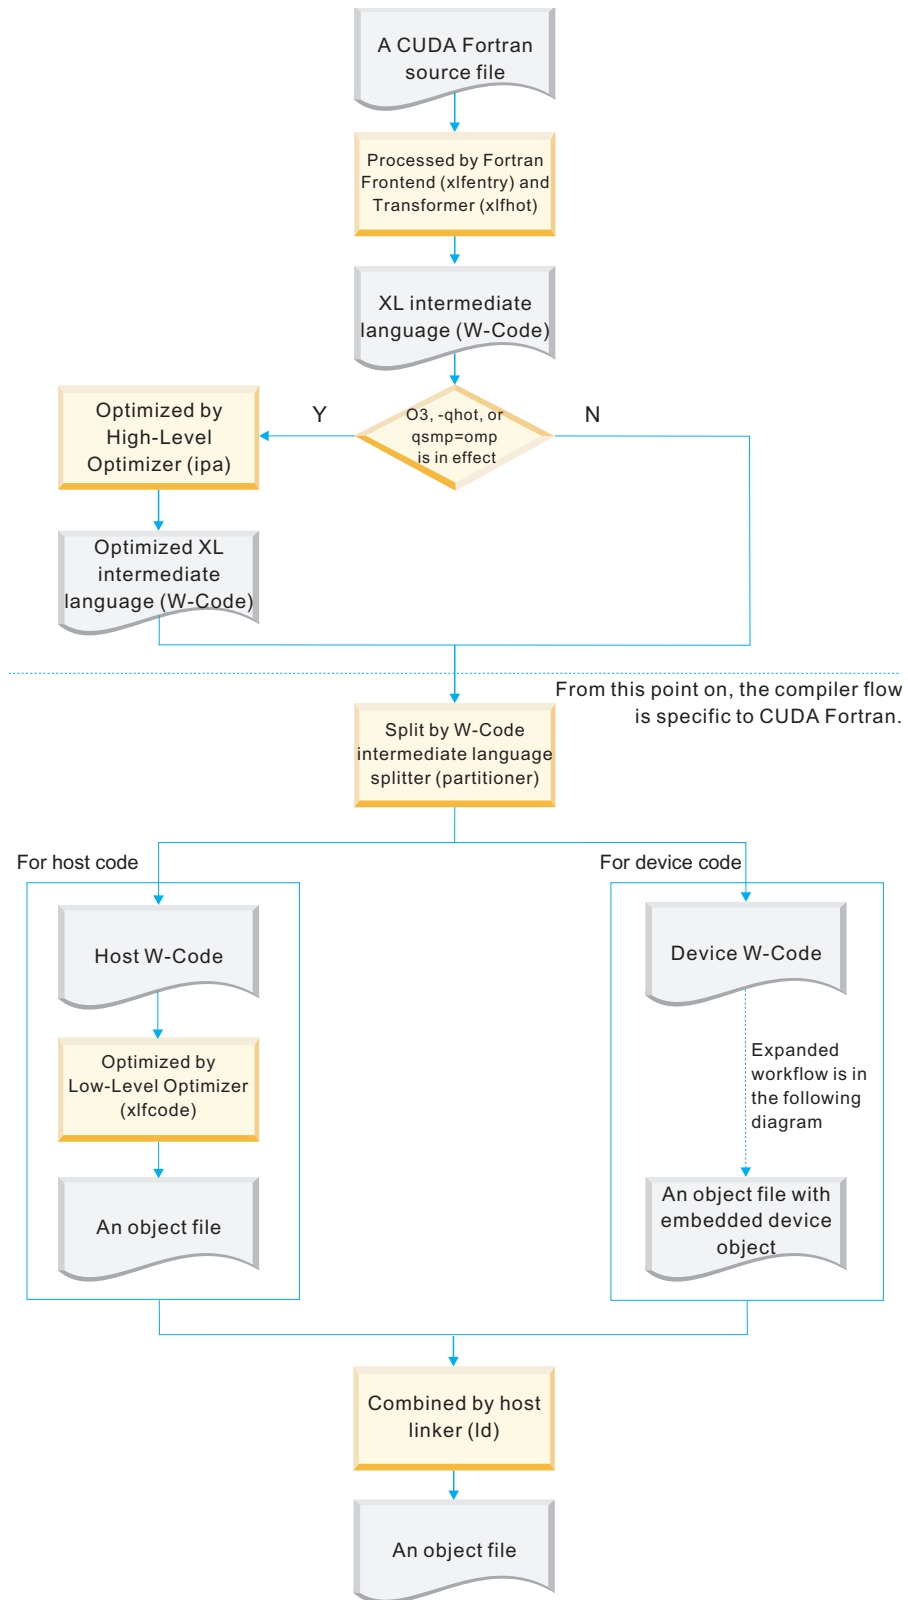 A CUDA Fortran
source file
Processed by Fortran
Frontend (xlfentry) and
Transformer (xlfhot)
XL intermediate
language (W-Code)
O3, -qhot, or
qsmp=omp
is in effect
Y
N
Optimized by
High-Level
Optimizer (ipa)
Optimized XL
intermediate
language (W-Code)
From this point on, the compiler flow
is specific to CUDA Fortran.
Split by W-Code
intermediate language
splitter (partitioner)
For host code
Host W-Code
Optimized by
Low-Level Optimizer
(xlfcode)
An object file
For device code
Device W-Code
Expanded
workflow is in
the following
diagram
An object file with
embedded device
object
Combined by host
linker (ld)
An object file